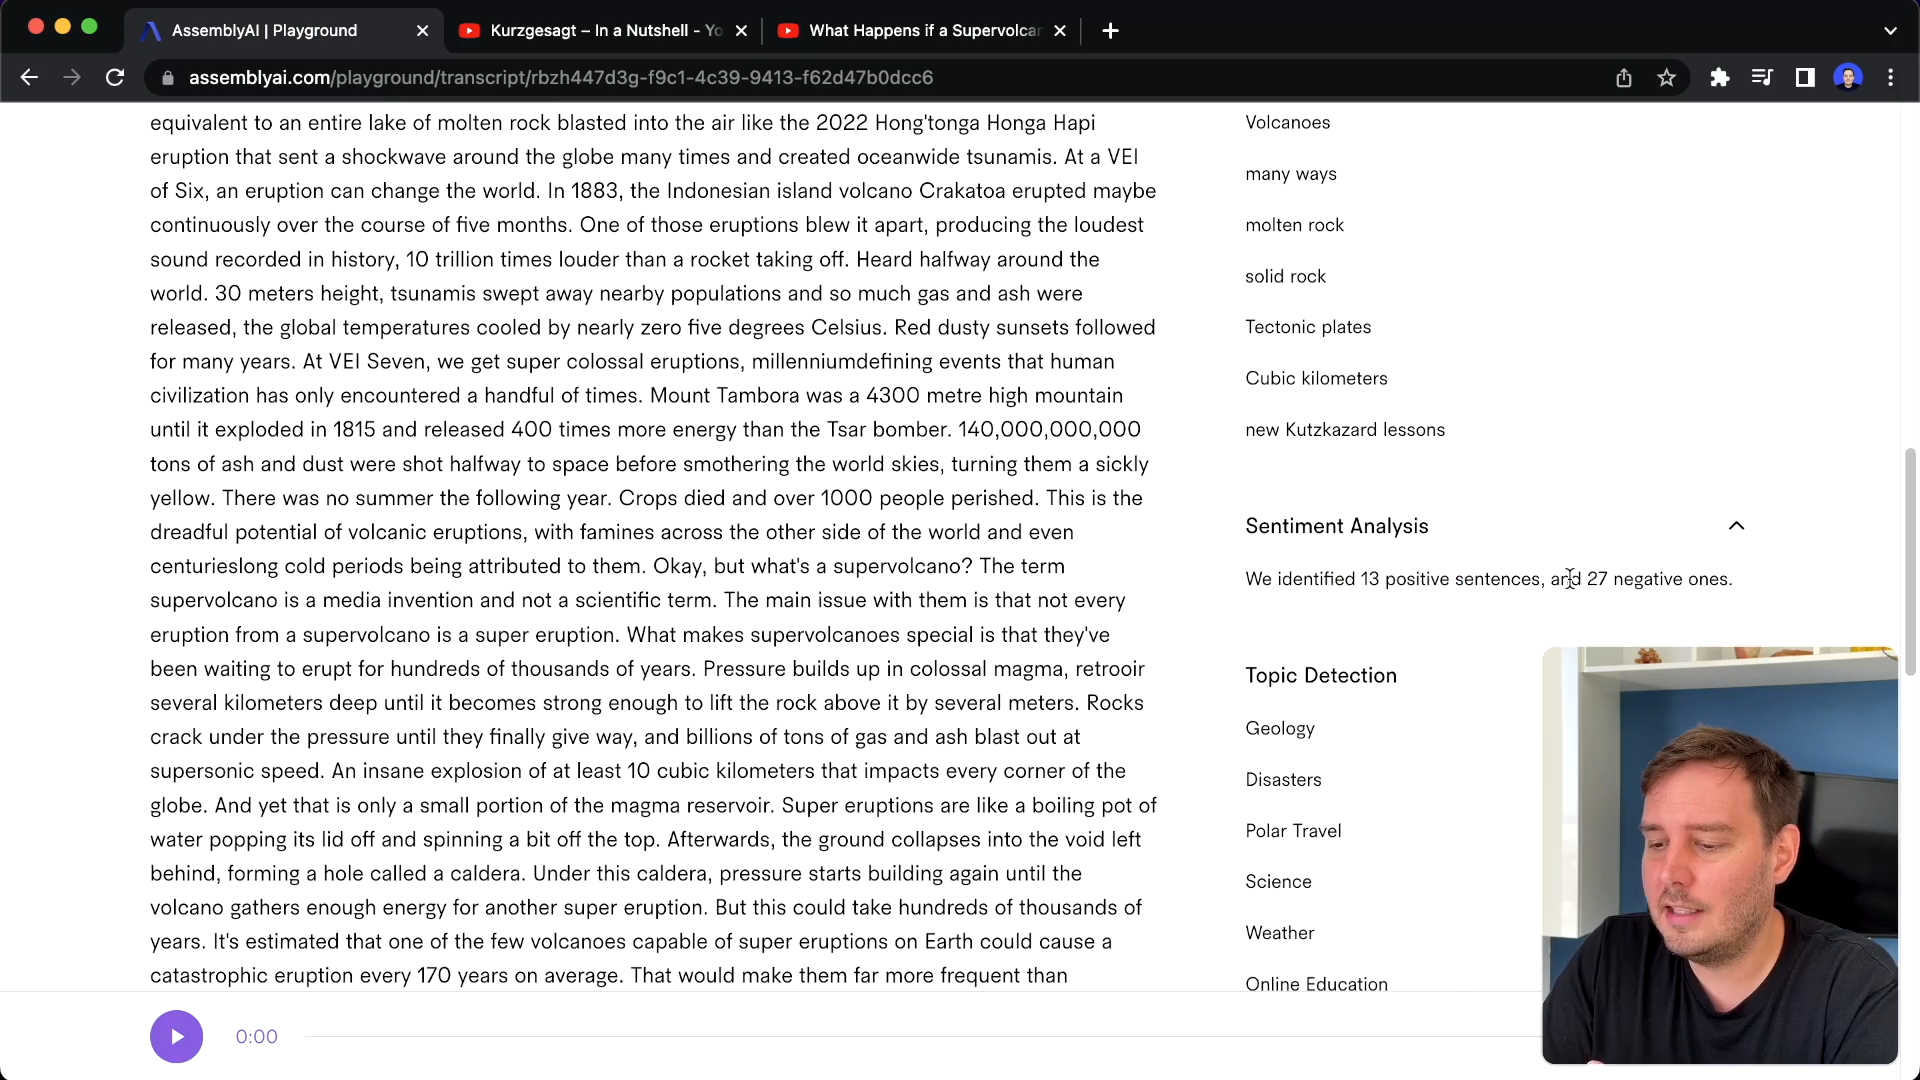 AssemblyAI | Playground
Kurzgesagt – In a Nutshell - Yo
What Happens if a Supervolcan
assemblyai.com/playground/transcript/rbzh447d3g-f9c1-4c39-9413-f62d47b0dcc6
equivalent to an entire lake of molten rock blasted into the air like the 2022 Hong'tonga Honga Hapi
eruption that sent a shockwave around the globe many times and created oceanwide tsunamis. At a VEI
of Six, an eruption can change the world. In 1883, the Indonesian island volcano Crakatoa erupted maybe
continuously over the course of five months. One of those eruptions blew it apart, producing the loudest
sound recorded in history, 10 trillion times louder than a rocket taking off. Heard halfway around the
world. 30 meters height, tsunamis swept away nearby populations and so much gas and ash were
released, the global temperatures cooled by nearly zero five degrees Celsius. Red dusty sunsets followed
for many years. At VEI Seven, we get super colossal eruptions, millenniumdefining events that human
civilization has only encountered a handful of times. Mount Tambora was a 4300 metre high mountain
until it exploded in 1815 and released 400 times more energy than the Tsar bomber. 140,000,000,000
tons of ash and dust were shot halfway to space before smothering the world skies, turning them a sickly
yellow. There was no summer the following year. Crops died and over 1000 people perished. This is the
dreadful potential of volcanic eruptions, with famines across the other side of the world and even
centurieslong cold periods being attributed to them. Okay, but what's a supervolcano? The term
supervolcano is a media invention and not a scientific term. The main issue with them is that not every
eruption from a supervolcano is a super eruption. What makes supervolcanoes special is that they've
been waiting to erupt for hundreds of thousands of years. Pressure builds up in colossal magma, retrooir
several kilometers deep until it becomes strong enough to lift the rock above it by several meters. Rocks
crack under the pressure until they finally give way, and billions of tons of gas and ash blast out at
supersonic speed. An insane explosion of at least 10 cubic kilometers that impacts every corner of the
globe. And yet that is only a small portion of the magma reservoir. Super eruptions are like a boiling pot of
water popping its lid off and spinning a bit off the top. Afterwards, the ground collapses into the void left
behind, forming a hole called a caldera. Under this caldera, pressure starts building again until the
volcano gathers enough energy for another super eruption. But this could take hundreds of thousands of
years. It's estimated that one of the few volcanoes capable of super eruptions on Earth could cause a
catastrophic eruption every 170 years on average. That would make them far more frequent than
Volcanoes
many ways
molten rock
solid rock
Tectonic plates
Cubic kilometers
new Kutzkazard lessons
Sentiment Analysis
We identified 13 positive sentences, and 27 negative ones.
Topic Detection
Geology
Disasters
Polar Travel
Science
Weather
Online Education
0:00